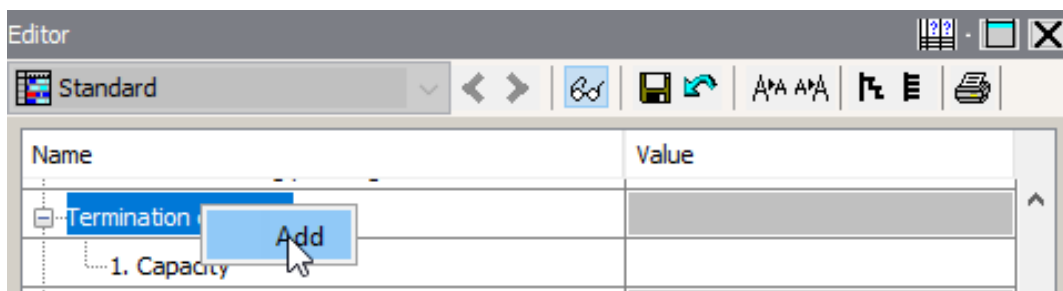 Editor
Standard
Name Value
Termination
Add
1. Capacity